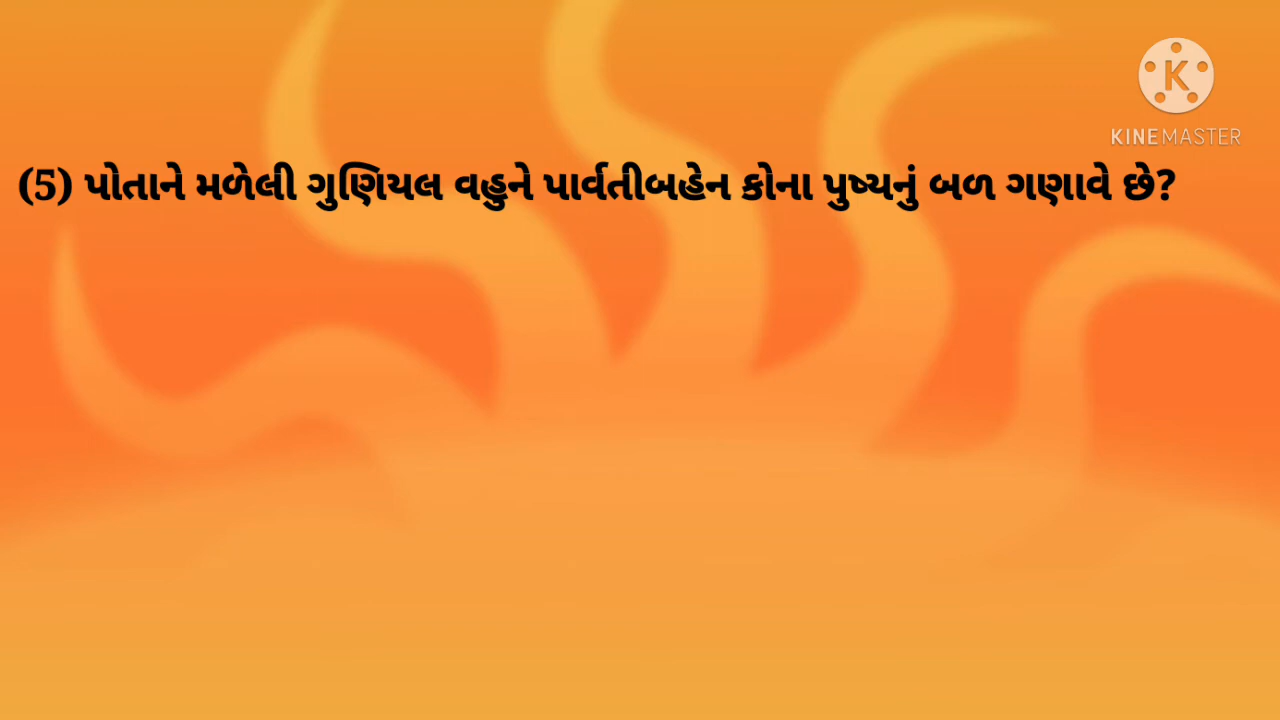 KINEMASTER
(5) પોતાને મળેલી ગુણિયલ વહુને પાર્વતીબહેન કોના પુષ્યનું બળ ગણાવે છે?